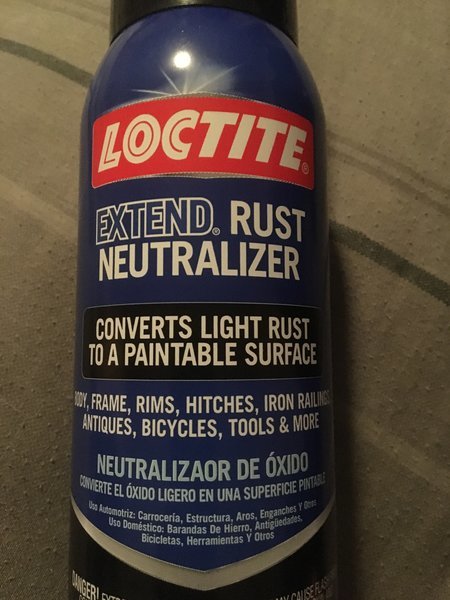 LOCTITE®
EXTEND® RUST
NEUTRALIZER
CONVERTS LIGHT RUST
TO A PAINTABLE SURFACE
BODY, FRAME, RIMS, HITCHES, IRON RAILINGS,
ANTIQUES, BICYCLES, TOOLS & MORE
NEUTRALIZAOR DE ÓXIDO
CONVIERTE EL ÓXIDO LIGERO EN UNA SUPERFICIE PINTABLE
Uso Automotriz: Carrocería, Estructura, Aros, Enganches Y Otros
Uso Doméstico: Barandas De Hierro, Antigüedades,
Bicicletas, Herramientas Y Otros
DANGER! MAY CAUSE